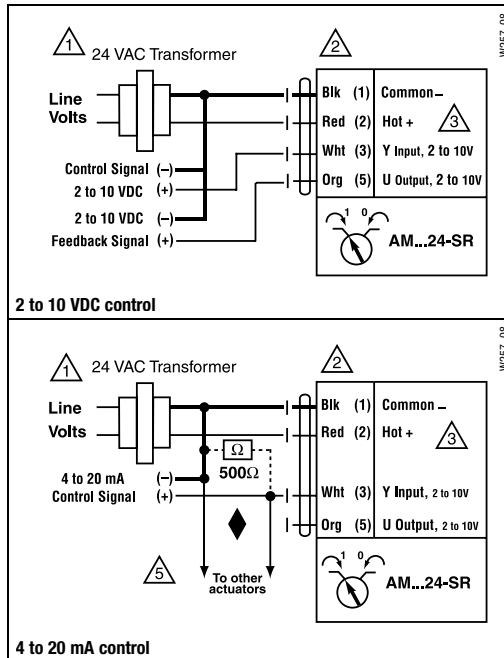 W257_08
1
24 VAC Transformer
2
Line
Volts
Blk (1) Common –
Red (2) Hot +
3
Wht (3) Y Input, 2 to 10V
Org (5) U Output, 2 to 10V
Control Signal (–)
2 to 10 VDC (+)
2 to 10 VDC (–)
Feedback Signal (+)
1 0
AM...24-SR
2 to 10 VDC control
W257_08
1
24 VAC Transformer
2
Line
Volts
Blk (1) Common –
Red (2) Hot +
3
Ω
500Ω
4 to 20 mA (–)
Control Signal (+)
Wht (3) Y Input, 2 to 10V
Org (5) U Output, 2 to 10V
5
To other
actuators
1 0
AM...24-SR
4 to 20 mA control